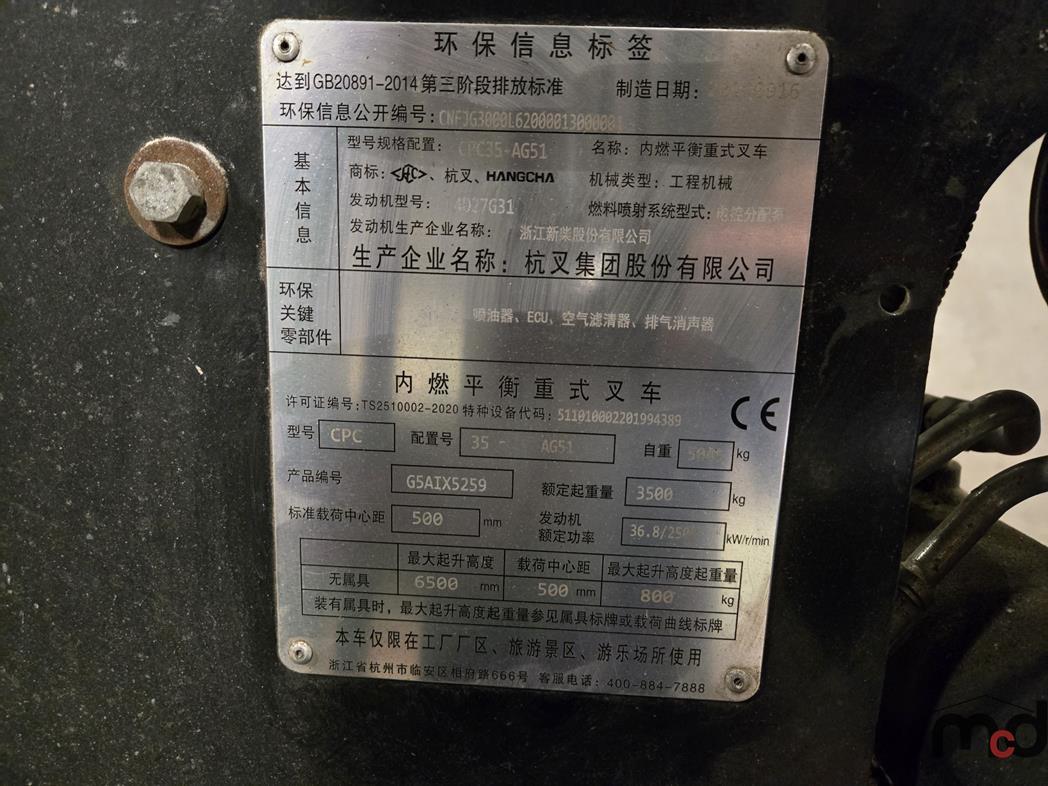 环保信息标签
达到GB20891-2014第三阶段排放标准 制造日期：
环保信息公开编号：CNFJG3000L62000013000001
基本信息
型号规格配置：CPC35-AG51 名称：内燃平衡重式叉车
商标：<HC>、杭叉、HANGCHA 机械类型：工程机械
发动机型号：4D27G31 燃料喷射系统型式：电控分配泵
发动机生产企业名称：浙江新柴股份有限公司
生产企业名称：杭叉集团股份有限公司
环保关键零部件
喷油器、ECU、空气滤清器、排气消声器
内燃平衡重式叉车
许可证编号：TS2510002-2020 特种设备代码：511010002201994389 CE
型号 CPC 配置号 35 - AG51 自重 kg
产品编号 G5AIX5259 额定起重量 3500 kg
标准载荷中心距 500 mm 发动机额定功率 kW/r/min
最大起升高度 载荷中心距 最大起升高度起重量
无属具 6500 mm 500 mm 800 kg
装有属具时，最大起升高度起重量参见属具标牌或载荷曲线标牌
本车仅限在工厂厂区、旅游景区、游乐场所使用
浙江省杭州市临安区相府路666号 客服电话：400-884-7888
mcd